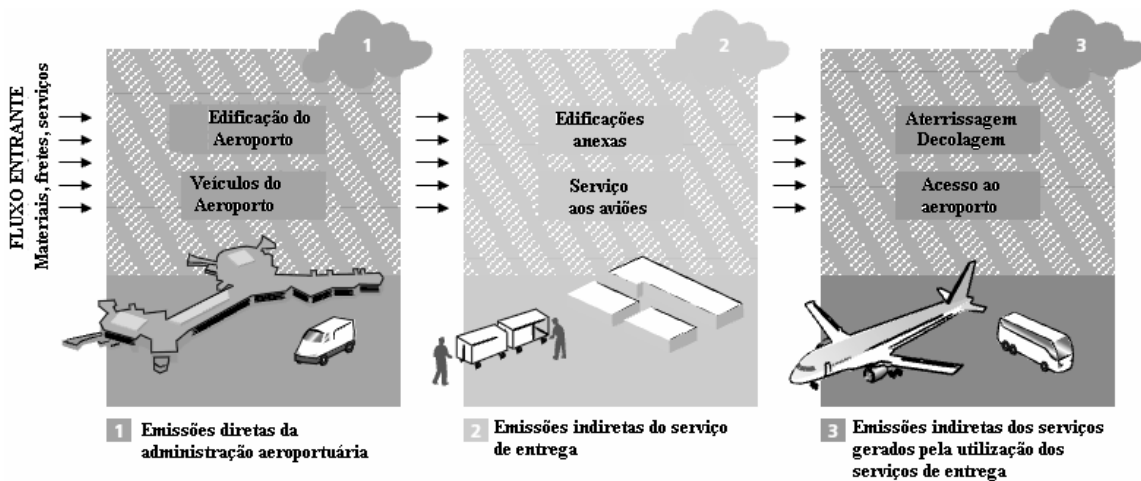 1
2
3
FLUXO ENTRANTE
Materiais, fretes, serviços
Edificação do
Aeroporto
Veículos do
Aeroporto
Edificações
anexas
Serviço
aos aviões
Aterrissagem
Decolagem
Acesso ao
aeroporto
1 Emissões diretas da
administração aeroportuária
2 Emissões indiretas do serviço
de entrega
3 Emissões indiretas dos serviços
gerados pela utilização dos
serviços de entrega